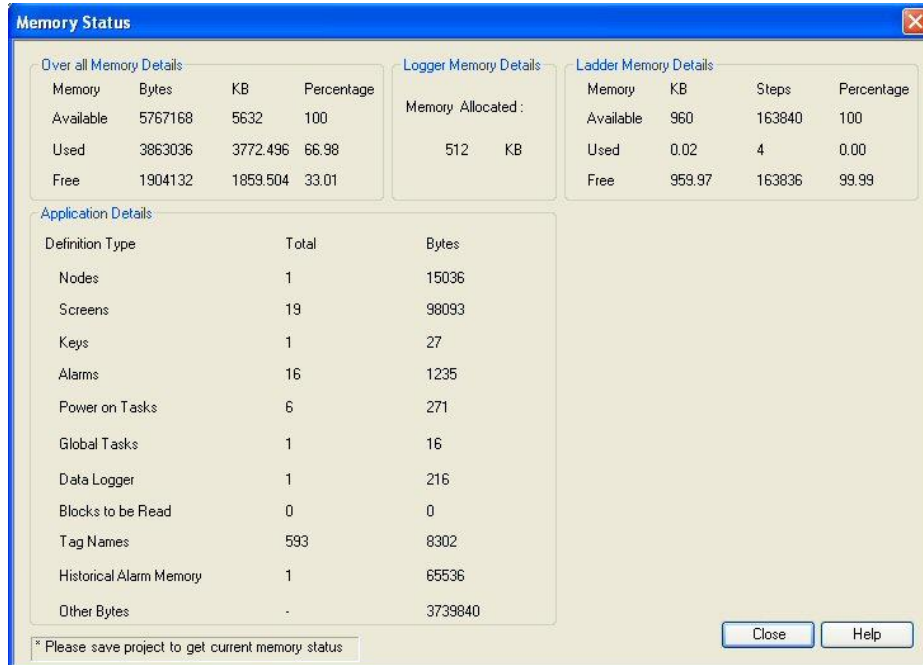 Memory Status
Over all Memory Details
Memory Bytes KB Percentage
Available 5767168 5632 100
Used 3863036 3772.496 66.98
Free 1904132 1859.504 33.01
Logger Memory Details
Memory Allocated :
512 KB
Ladder Memory Details
Memory KB Steps Percentage
Available 960 163840 100
Used 0.02 4 0.00
Free 959.97 163836 99.99
Application Details
Definition Type Total Bytes
Nodes 1 15036
Screens 19 98093
Keys 1 27
Alarms 16 1235
Power on Tasks 6 271
Global Tasks 1 16
Data Logger 1 216
Blocks to be Read 0 0
Tag Names 593 8302
Historical Alarm Memory 1 65536
Other Bytes - 3739840
* Please save project to get current memory status
Close Help